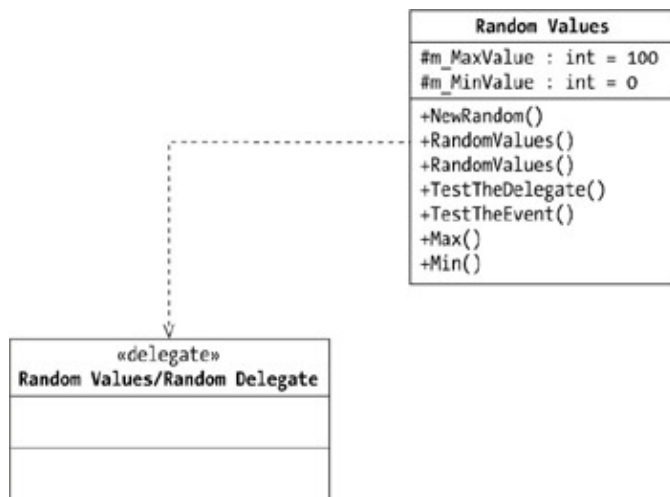 Random Values
#m_MaxValue : int = 100
#m_MinValue : int = 0
+NewRandom()
+RandomValues()
+RandomValues()
+TestTheDelegate()
+TestTheEvent()
+Max()
+Min()
«delegate»
Random Values/Random Delegate